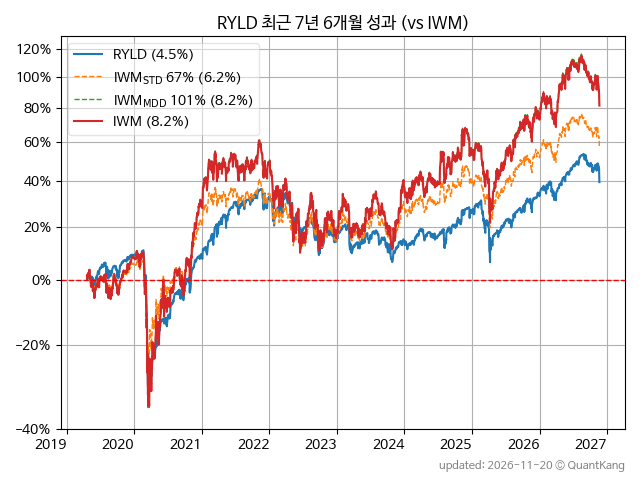 RYLD 최근 7년 6개월 성과 (vs IWM)
RYLD (4.5%)
IWMSTD 67% (6.2%)
IWMMDD 101% (8.2%)
IWM (8.2%)
120%
100%
80%
60%
40%
20%
0%
−20%
−40%
2019 2020 2021 2022 2023 2024 2025 2026 2027
updated: 2026-11-20 © QuantKang